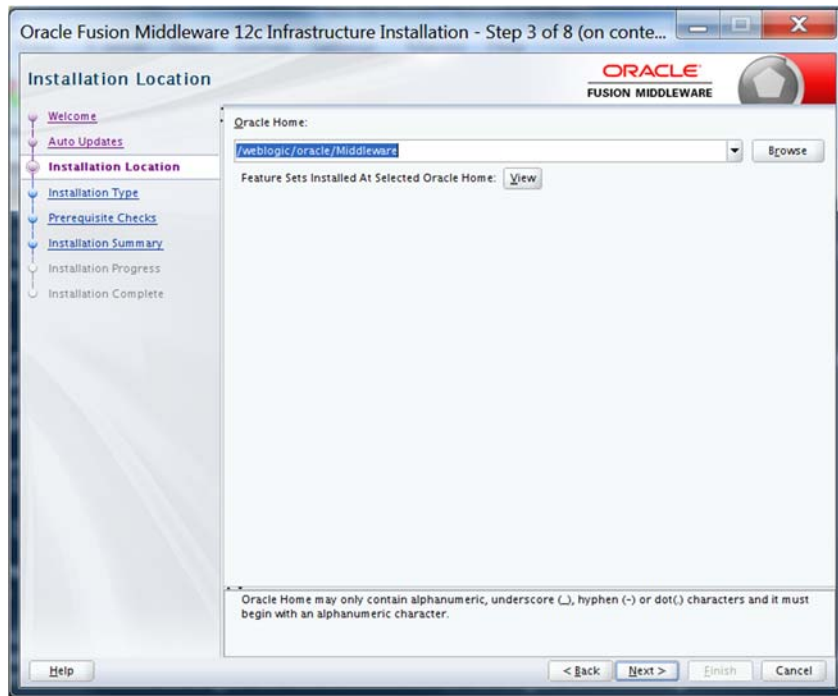 Oracle Fusion Middleware 12c Infrastructure Installation - Step 3 of 8 (on conte...
Installation Location
ORACLE
FUSION MIDDLEWARE
Welcome
Auto Updates
Installation Location
Installation Type
Prerequisite Checks
Installation Summary
Installation Progress
Installation Complete
Oracle Home:
/weblogic/oracle/Middleware
Browse
Feature Sets Installed At Selected Oracle Home: View
Oracle Home may only contain alphanumeric, underscore (_), hyphen (-) or dot(.) characters and it must
begin with an alphanumeric character.
Help
< Back Next > Finish Cancel